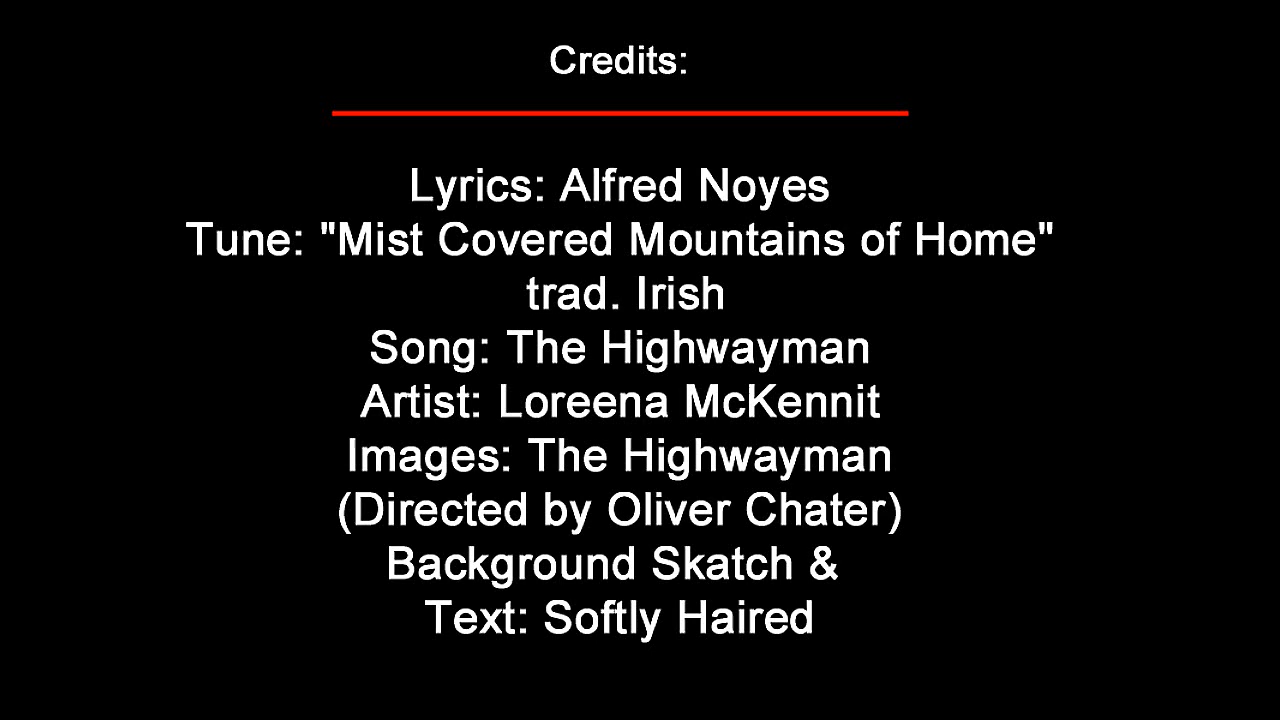 Credits:
Lyrics: Alfred Noyes
Tune: "Mist Covered Mountains of Home"
trad. Irish
Song: The Highwayman
Artist: Loreena McKennit
Images: The Highwayman
(Directed by Oliver Chater)
Background Skatch &
Text: Softly Haired